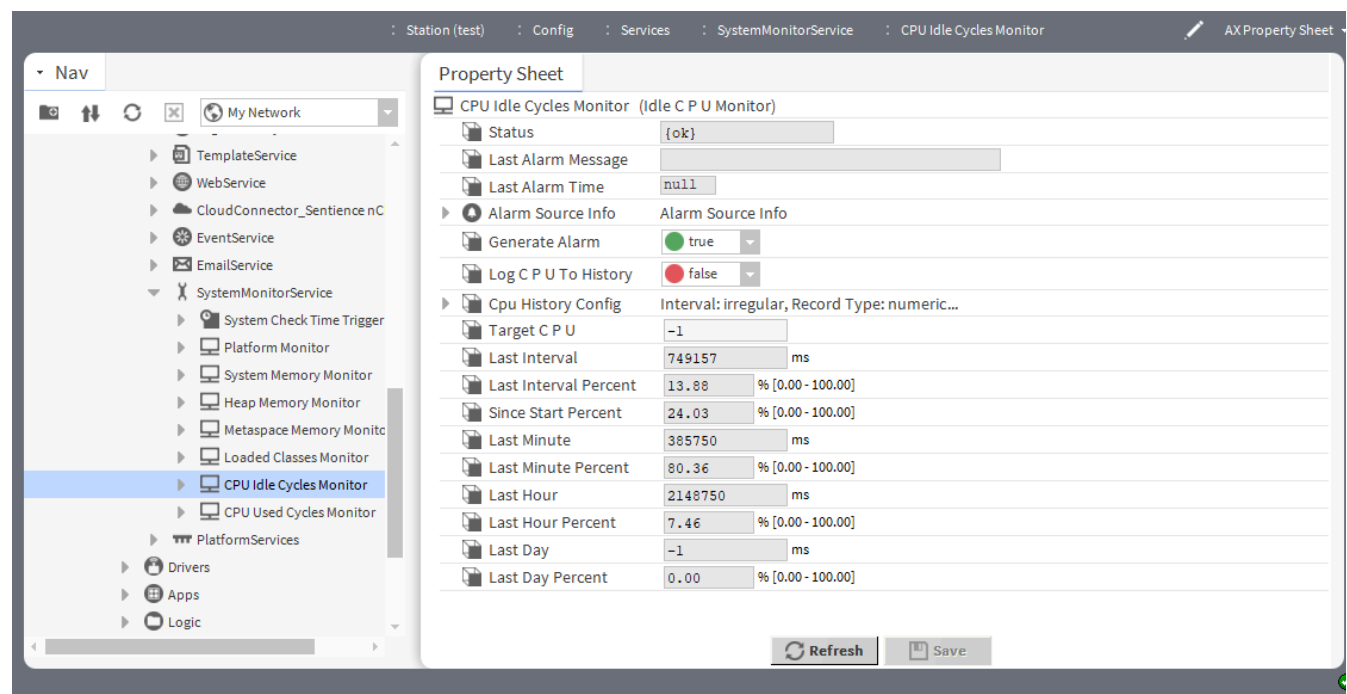 : Station (test) : Config : Services : SystemMonitorService : CPU Idle Cycles Monitor AX Property Sheet
Nav
My Network
TemplateService
WebService
CloudConnector_Sentience nC
EventService
EmailService
SystemMonitorService
System Check Time Trigger
Platform Monitor
System Memory Monitor
Heap Memory Monitor
Metaspace Memory Monitc
Loaded Classes Monitor
CPU Idle Cycles Monitor
CPU Used Cycles Monitor
PlatformServices
Drivers
Apps
Logic
Property Sheet
CPU Idle Cycles Monitor (Idle C P U Monitor)
Status {ok}
Last Alarm Message
Last Alarm Time null
Alarm Source Info Alarm Source Info
Generate Alarm true
Log C P U To History false
Cpu History Config Interval: irregular, Record Type: numeric...
Target C P U -1
Last Interval 749157 ms
Last Interval Percent 13.88 % [0.00 - 100.00]
Since Start Percent 24.03 % [0.00 - 100.00]
Last Minute 385750 ms
Last Minute Percent 80.36 % [0.00 - 100.00]
Last Hour 2148750 ms
Last Hour Percent 7.46 % [0.00 - 100.00]
Last Day -1 ms
Last Day Percent 0.00 % [0.00 - 100.00]
Refresh Save